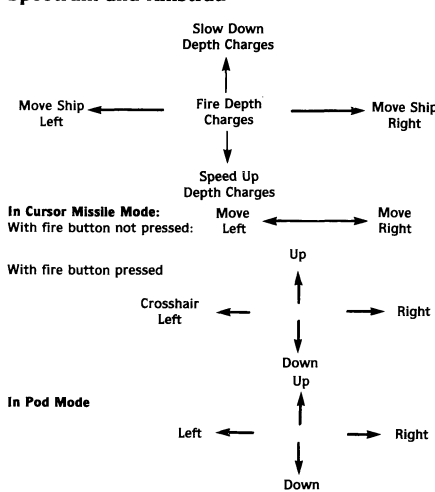 Spectrum and Amstrad
Slow Down
Depth Charges
Move Ship
Left
Fire Depth
Charges
Move Ship
Right
Speed Up
Depth Charges
In Cursor Missile Mode:
With fire button not pressed:
Move
Left
Move
Right
With fire button pressed
Up
Crosshair
Left
Right
Down
In Pod Mode
Up
Left
Right
Down